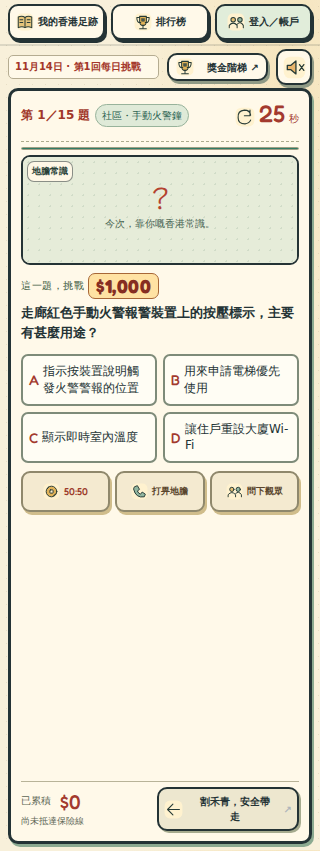 我的香港足跡
排行榜
登入／帳戶
11月14日・第1回每日挑戰
獎金階梯 ↗
第 1／15 題
社區・手動火警鐘
25 秒
地膽常識
?
今次，靠你嘅香港常識。
這一題，挑戰 $1,000
走廊紅色手動火警報警裝置上的按壓標示，主要
有甚麼用途？
A 指示按裝置說明觸
發火警警報的位置
B 用來申請電梯優先
使用
C 顯示即時室內溫度
D 讓住戶重設大廈Wi-
Fi
50:50
打畀地膽
問下觀眾
已累積 $0
尚未抵達保險線
割禾青，安全帶
走
↗